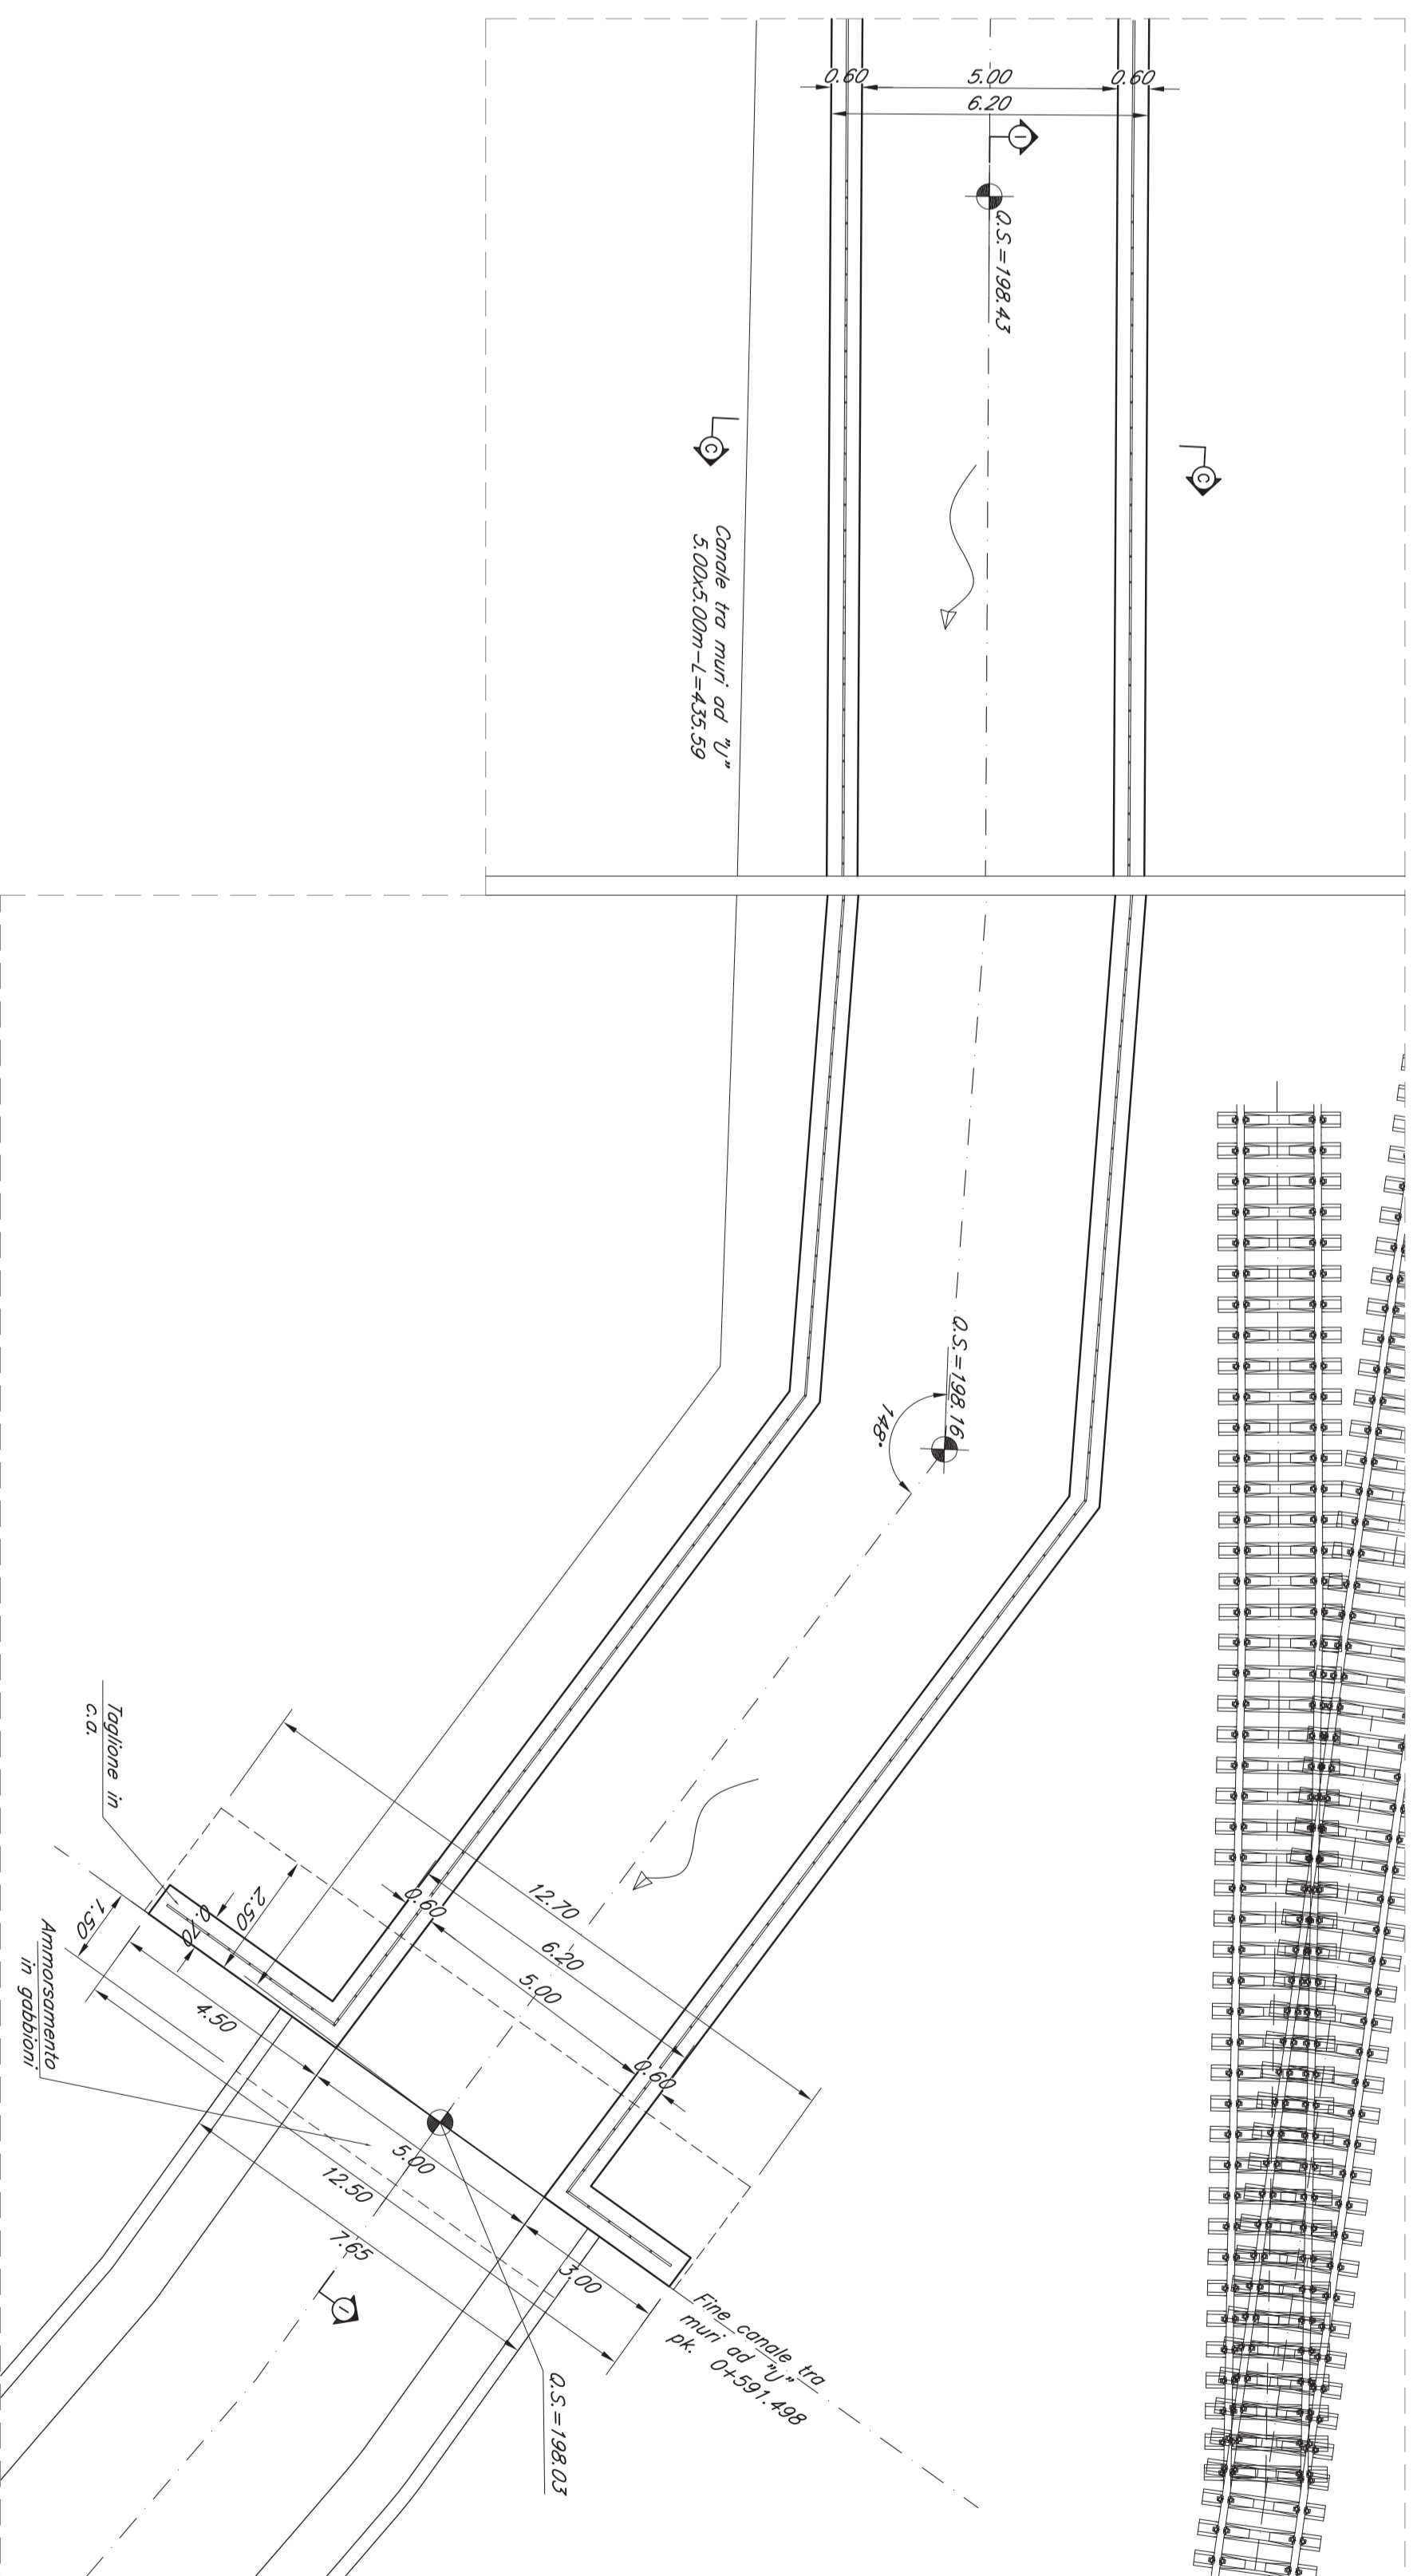 0.60
5.00
0.60
6.20
I
Q.S.=198.43
C
C
Canale tra muri ad "U"
5.00x5.00m-L=435.59
Q.S.=198.16
148°
Taglione in
c.a.
12.70
6.20
5.00
0.60
0.60
2.50
0.70
1.50
Ammorsamento
in gabbioni
4.50
5.00
3.00
12.50
7.65
I
Fine canale tra
muri ad "U"
pk. 0+591.498
Q.S.=198.03